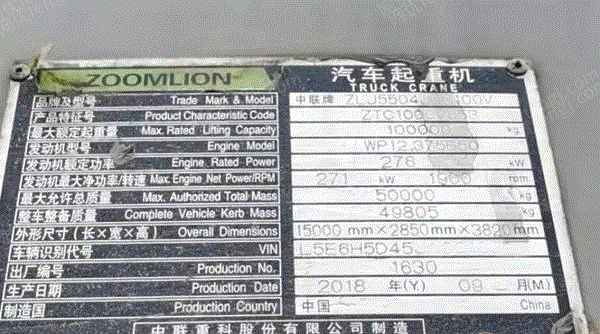 ZOOMLION 汽车起重机
TRUCK CRANE
品牌及型号 Trade Mark & Model 中联牌
产品特征号 Product Characteristic Code
最大额定起重量 Max. Rated Lifting Capacity 100000 kg
发动机型号 Engine Model
发动机额定功率 Engine Rated Power 276 kW
发动机最大净功率/转速 Max. Engine Net Power/RPM 271 kW 1900 rpm
最大允许总质量 Max. Authorized Total Mass 50000 kg
整车整备质量 Complete Vehicle Kerb Mass 49805 kg
外形尺寸(长×宽×高) Overall Dimensions 15000 mm×2850mm×3820mm
车辆识别代号 VIN L5E6H5D45
出厂编号 Production No. 1630
生产日期 Production Date 2018 年(Y) 09 月(M)
制造国 Production Country 中国 China
中联重科股份有限公司制造